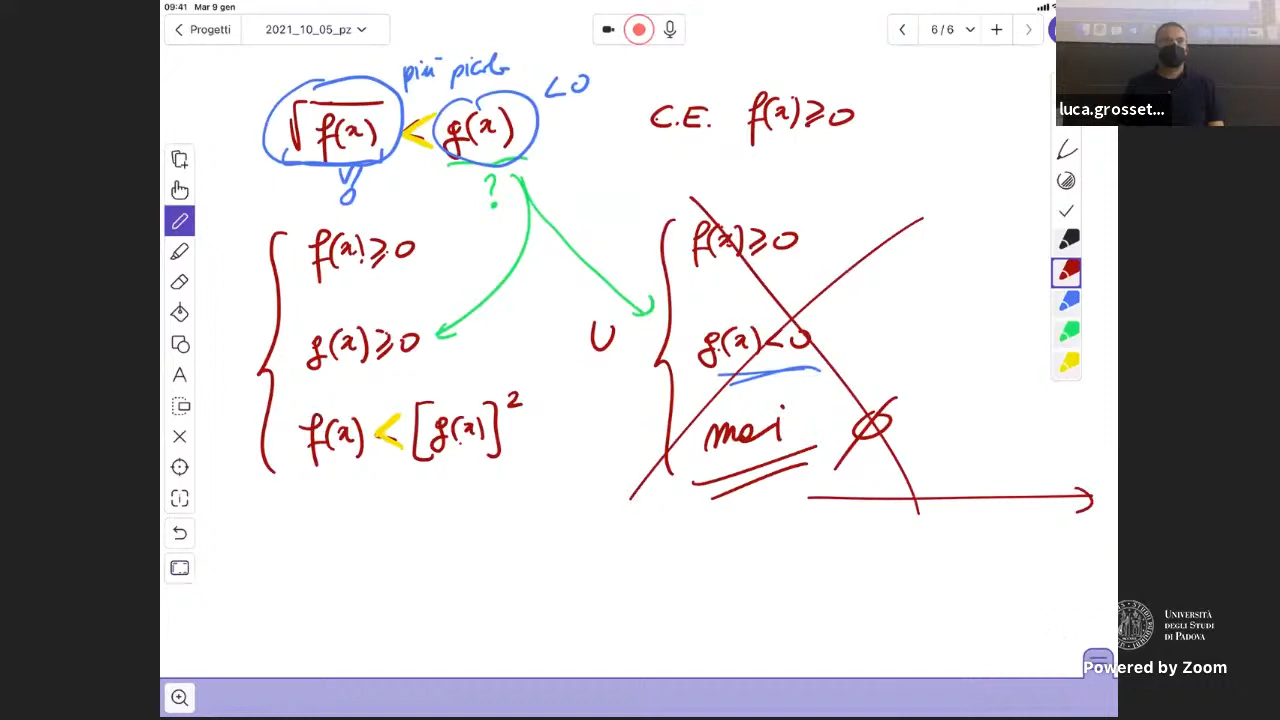 09:41 Mar 9 gen
Progetti
2021_10_05_pz
6/6
luca.grosset...
più piccolo
√f(x) < g(x)
<0
C.E. f(x) ⩾ 0
⩾ 0
?
f(x) ⩾ 0
g(x) ⩾ 0
f(x) < [g(x)]²
U
f(x) ⩾ 0
g(x) < 0
mai
∅
UNIVERSITÀ
DEGLI STUDI
DI PADOVA
Powered by Zoom